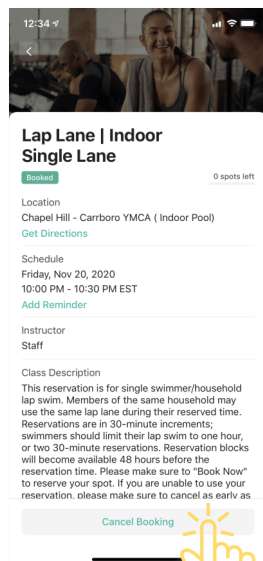 12:34
Lap Lane | Indoor
Single Lane
Booked
0 spots left
Location
Chapel Hill - Carrboro YMCA ( Indoor Pool)
Get Directions
Schedule
Friday, Nov 20, 2020
10:00 PM - 10:30 PM EST
Add Reminder
Instructor
Staff
Class Description
This reservation is for single swimmer/household
lap swim. Members of the same household may
use the same lap lane during their reserved time.
Reservations are in 30-minute increments;
swimmers should limit their lap swim to one hour,
or two 30-minute reservations. Reservation blocks
will become available 48 hours before the
reservation time. Please make sure to "Book Now"
to reserve your spot. If you are unable to use your
reservation, please make sure to cancel as early as
Cancel Booking